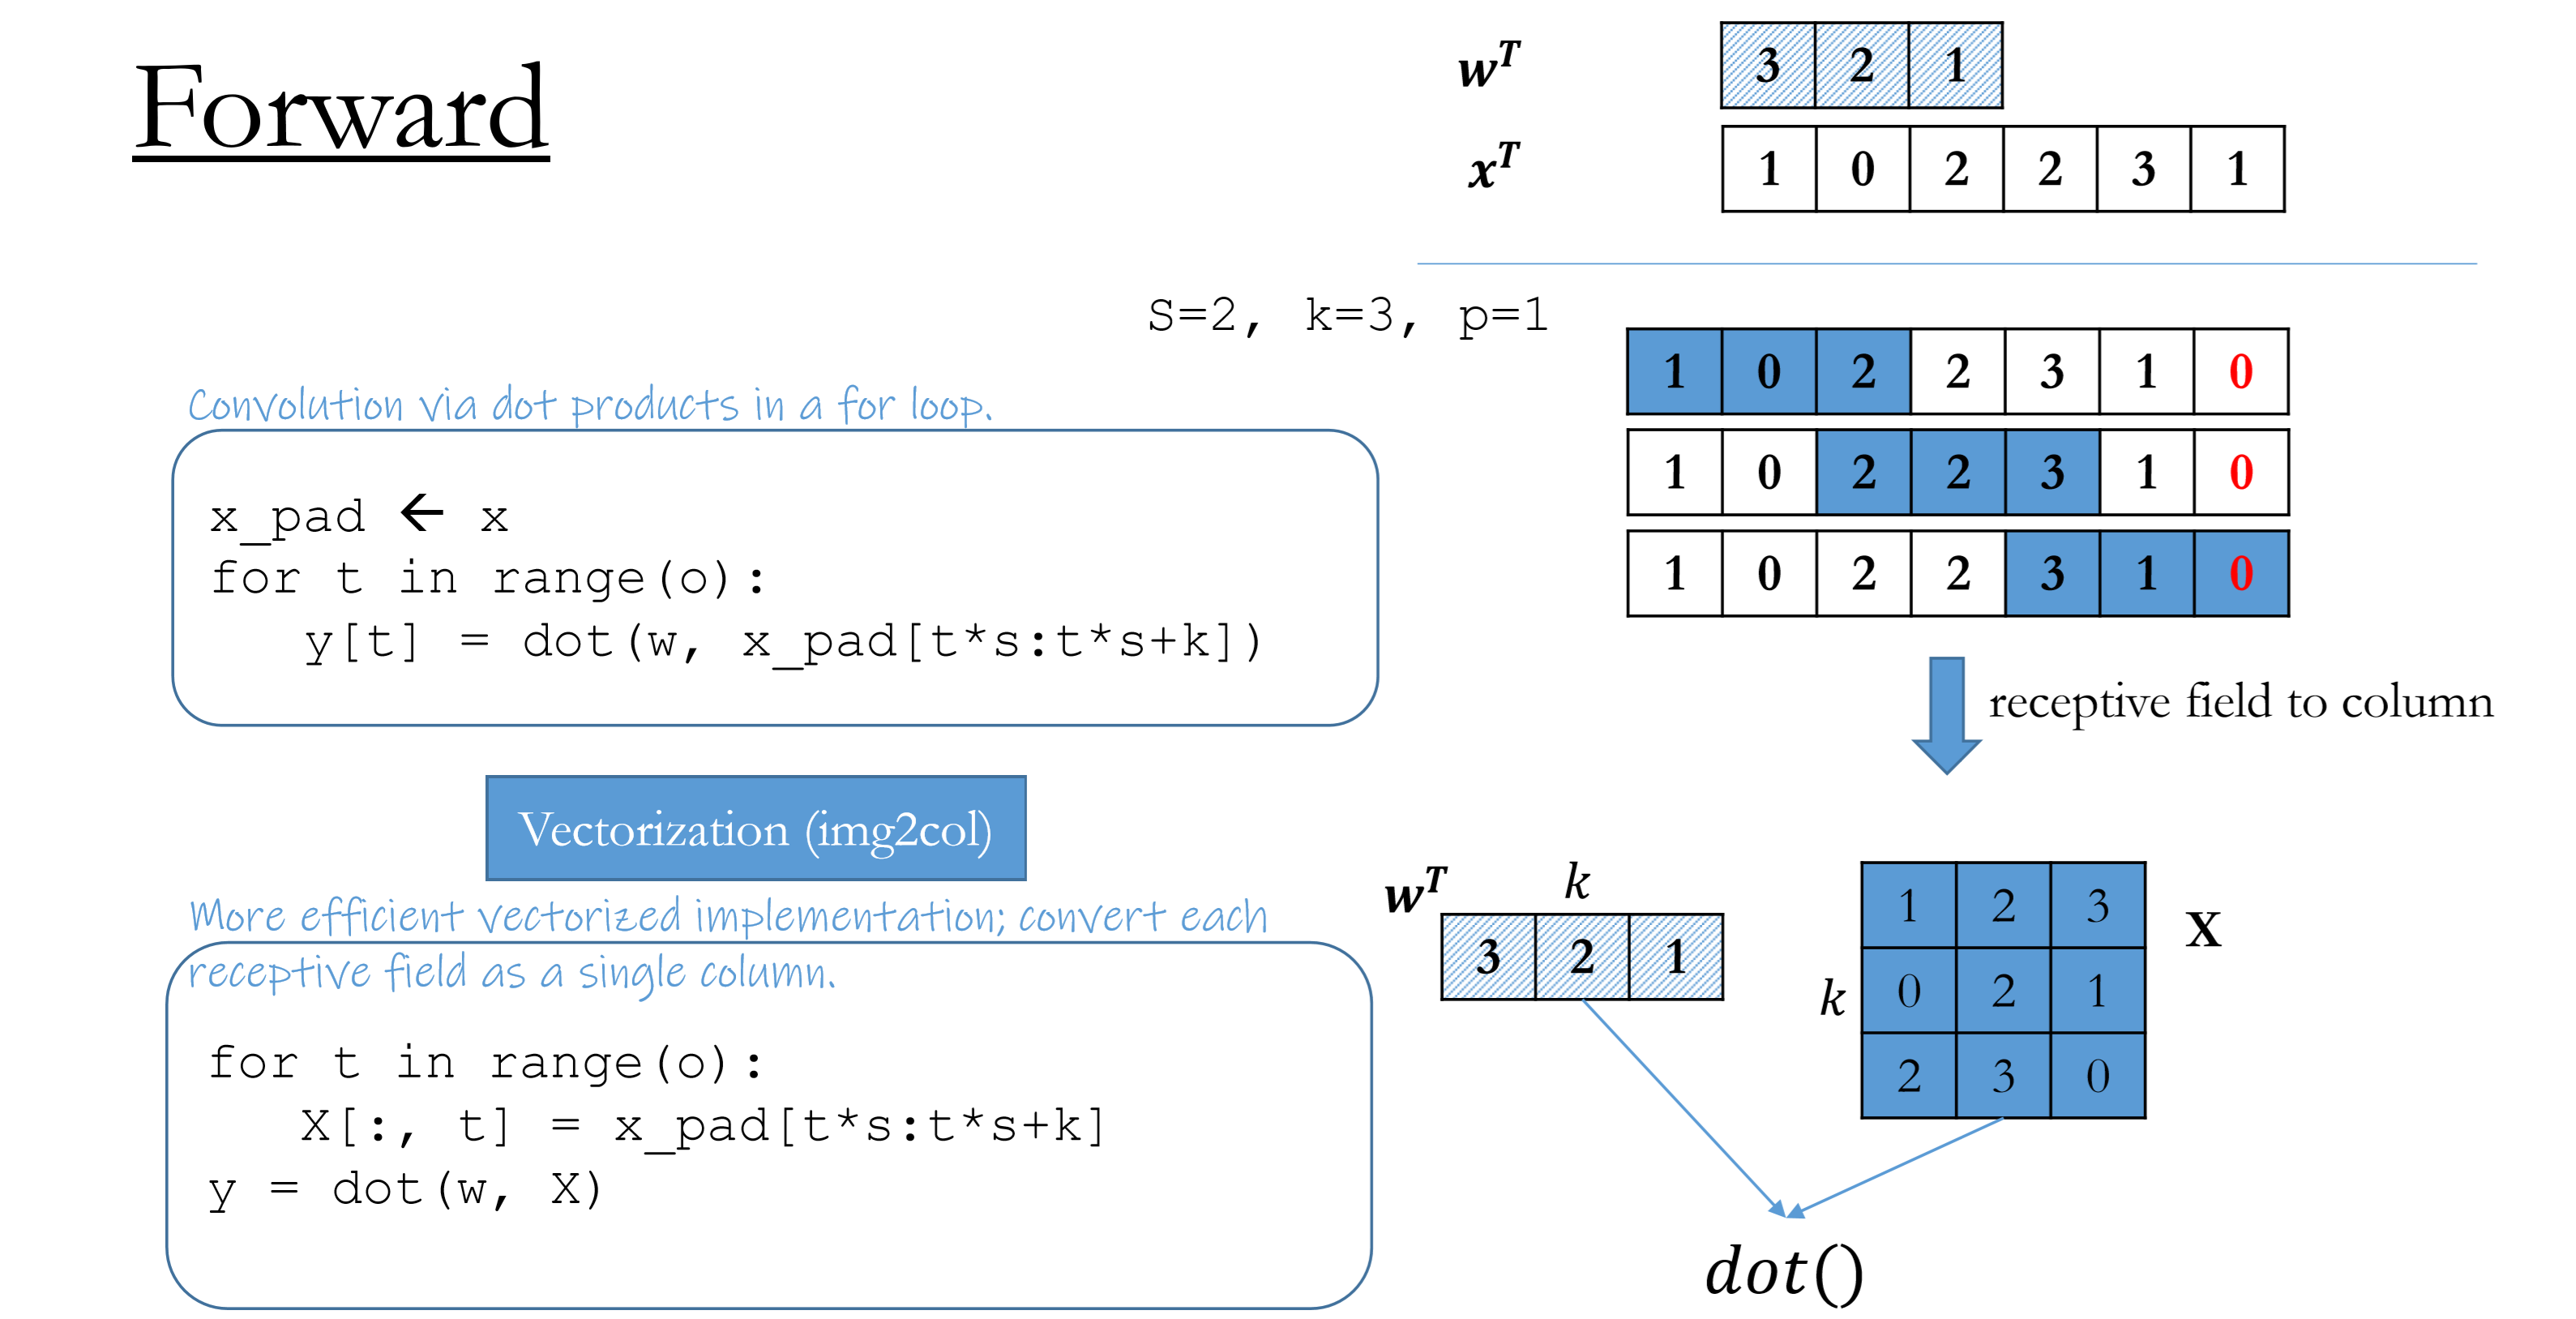 Forward
w^T
3 2 1
x^T
1 0 2 2 3 1
S=2, k=3, p=1
1 0 2 2 3 1 0
1 0 2 2 3 1 0
1 0 2 2 3 1 0
receptive field to column
Convolution via dot products in a for loop.
x_pad ← x
for t in range(o):
y[t] = dot(w, x_pad[t*s:t*s+k])
Vectorization (img2col)
More efficient vectorized implementation; convert each
receptive field as a single column.
for t in range(o):
X[:, t] = x_pad[t*s:t*s+k]
y = dot(w, X)
w^T
k
3 2 1
k
1 2 3
0 2 1
2 3 0
X
dot()